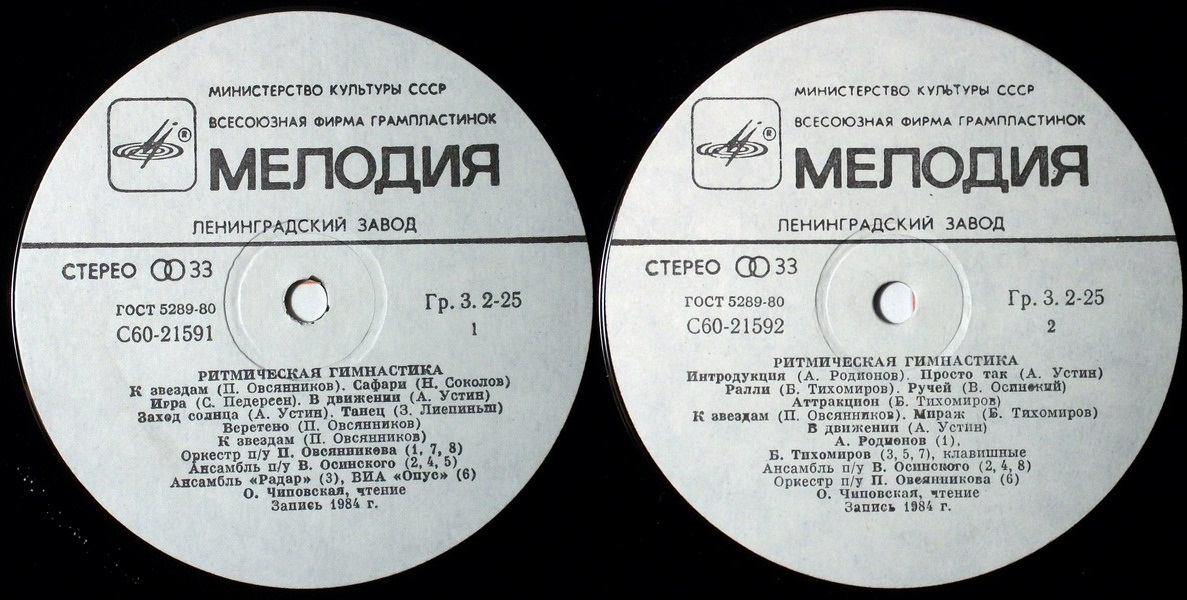 МИНИСТЕРСТВО КУЛЬТУРЫ СССР
ВСЕСОЮЗНАЯ ФИРМА ГРАМПЛАСТИНОК
®
МЕЛОДИЯ
ЛЕНИНГРАДСКИЙ ЗАВОД
СТЕРЕО 33
ГОСТ 5289-80
С60-21591
Гр. 3. 2-25
1
РИТМИЧЕСКАЯ ГИМНАСТИКА
К звездам (П. Овсянников). Сафари (Н. Соколов)
Игра (С. Педерсен). В движении (А. Устин)
Заход солнца (А. Устин). Танец (З. Лиепиньш)
Веретено (П. Овсянников)
К звездам (П. Овсянников)
Оркестр п/у П. Овсянникова (1, 7, 8)
Ансамбль п/у В. Осинского (2, 4, 5)
Ансамбль «Радар» (3), ВИА «Опус» (6)
О. Чиповская, чтение
Запись 1984 г.
МИНИСТЕРСТВО КУЛЬТУРЫ СССР
ВСЕСОЮЗНАЯ ФИРМА ГРАМПЛАСТИНОК
®
МЕЛОДИЯ
ЛЕНИНГРАДСКИЙ ЗАВОД
СТЕРЕО 33
ГОСТ 5289-80
С60-21592
Гр. 3. 2-25
2
РИТМИЧЕСКАЯ ГИМНАСТИКА
Интродукция (А. Родионов). Просто так (А. Устин)
Ралли (Б. Тихомиров). Ручей (В. Осинский)
Аттракцион (Б. Тихомиров)
К звездам (П. Овсянников). Мираж (Б. Тихомиров)
В движении (А. Устин)
А. Родионов (1),
Б. Тихомиров (3, 5, 7), клавишные
Ансамбль п/у В. Осинского (2, 4, 8)
Оркестр п/у П. Овсянникова (6)
О. Чиповская, чтение
Запись 1984 г.